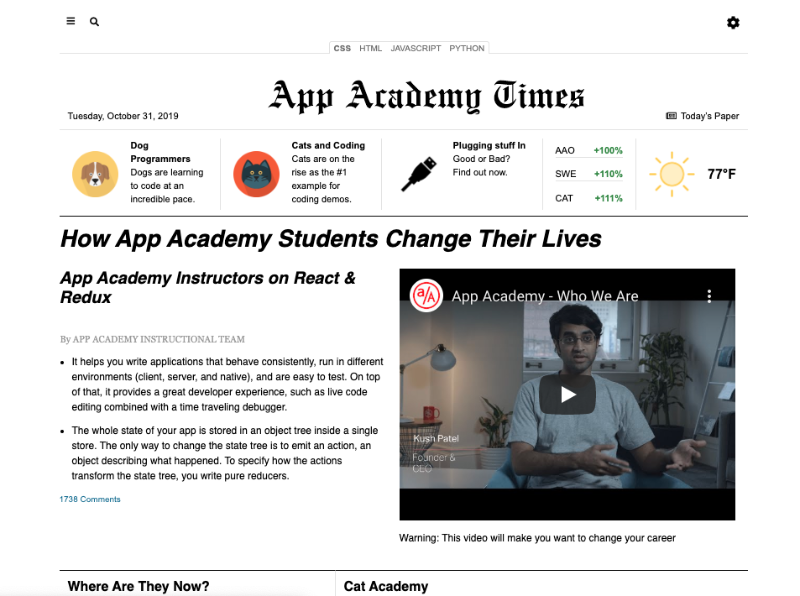 CSS HTML JAVASCRIPT PYTHON
App Academy Times
Tuesday, October 31, 2019
Today's Paper
Dog
Programmers
Dogs are learning
to code at an
incredible pace.
Cats and Coding
Cats are on the
rise as the #1
example for
coding demos.
Plugging stuff In
Good or Bad?
Find out now.
AAO +100%
SWE +110%
CAT +111%
77°F
How App Academy Students Change Their Lives
App Academy Instructors on React &
Redux
By APP ACADEMY INSTRUCTIONAL TEAM
• It helps you write applications that behave consistently, run in different
environments (client, server, and native), and are easy to test. On top
of that, it provides a great developer experience, such as live code
editing combined with a time traveling debugger.
• The whole state of your app is stored in an object tree inside a single
store. The only way to change the state tree is to emit an action, an
object describing what happened. To specify how the actions
transform the state tree, you write pure reducers.
1738 Comments
a/A
App Academy - Who We Are
Kush Patel
Founder &
CEO
Warning: This video will make you want to change your career
Where Are They Now?
Cat Academy